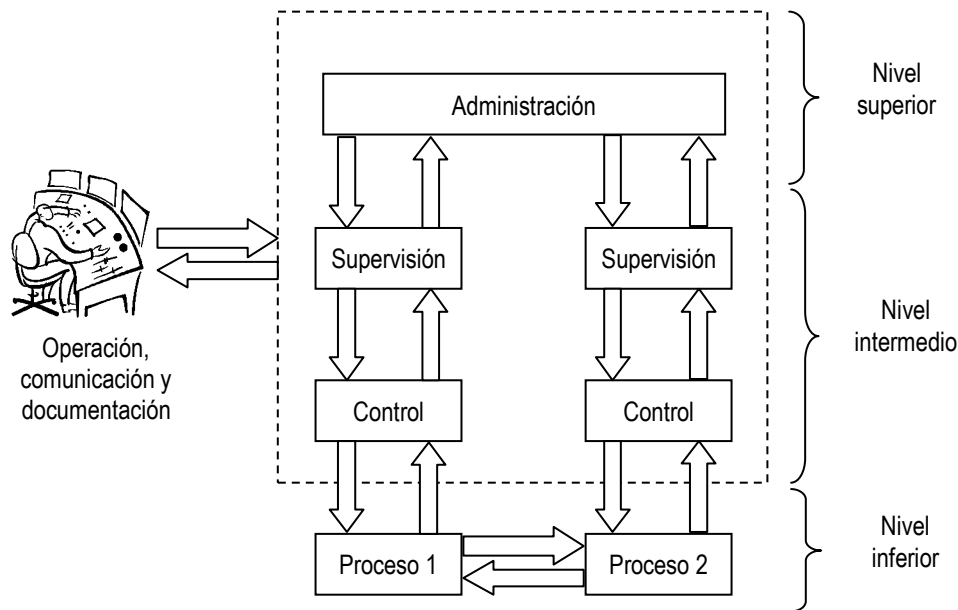 Nivel
superior
Administración
Supervisión
Supervisión
Nivel
intermedio
Operación,
comunicación y
documentación
Control
Control
Nivel
inferior
Proceso 1
Proceso 2